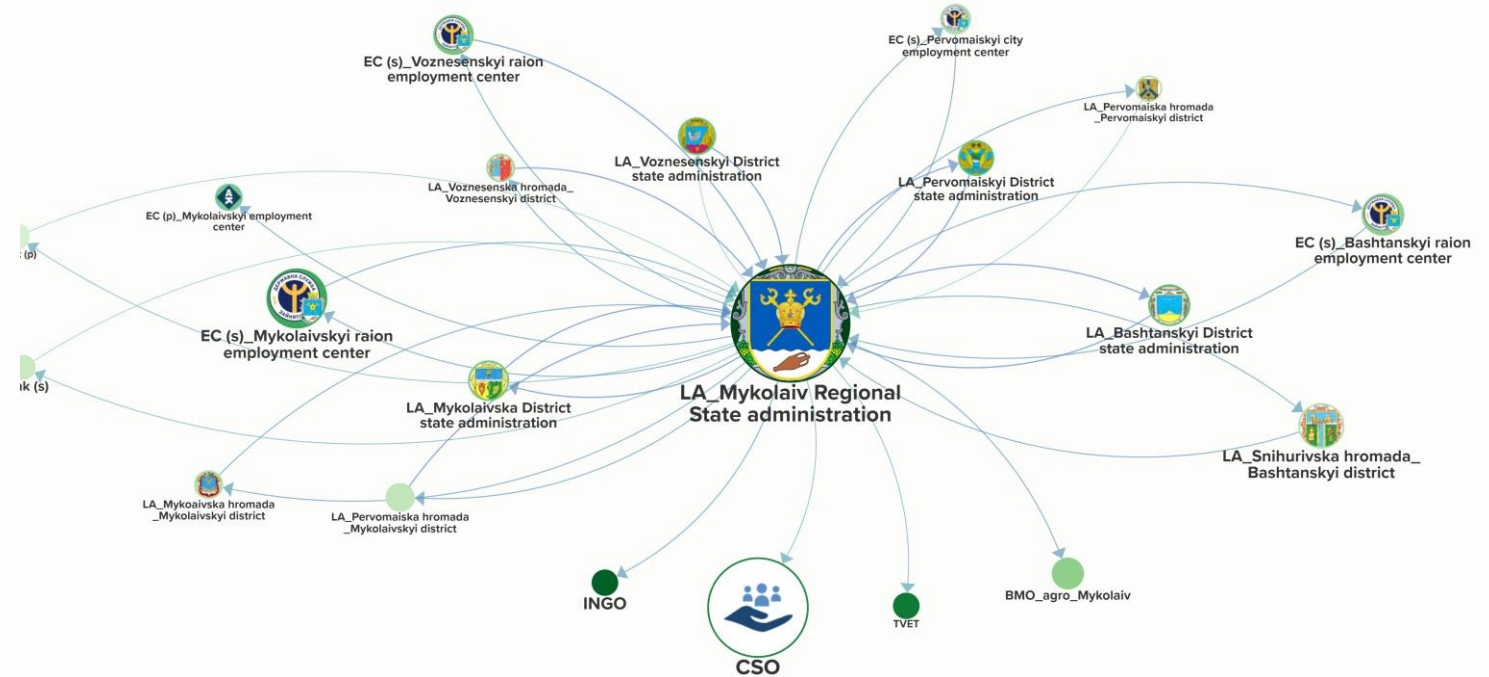 EC (s)_Voznesenskyi raion
employment center
EC (s)_Pervomaiskyi city
employment center
LA_Pervomaiska hromada
_Pervomaiskyi district
LA_Voznesenskyi District
state administration
LA_Pervomaiskyi District
state administration
LA_Voznesenska hromada_
Voznesenskyi district
EC (p)_Mykolaivskyi employment
center
EC (s)_Bashtanskyi raion
employment center
(p)
ДЕРЖАВНА СЛУЖБА
ЗАЙНЯТОСТІ
EC (s)_Mykolaivskyi raion
employment center
LA_Bashtanskyi District
state administration
nk (s)
LA_Mykolaiv Regional
State administration
LA_Mykolaivska District
state administration
LA_Snihurivska hromada_
Bashtanskyi district
LA_Mykoaivska hromada
_Mykolaivskyi district
LA_Pervomaiska hromada
_Mykolaivskyi district
INGO
CSO
TVET
BMO_agro_Mykolaiv